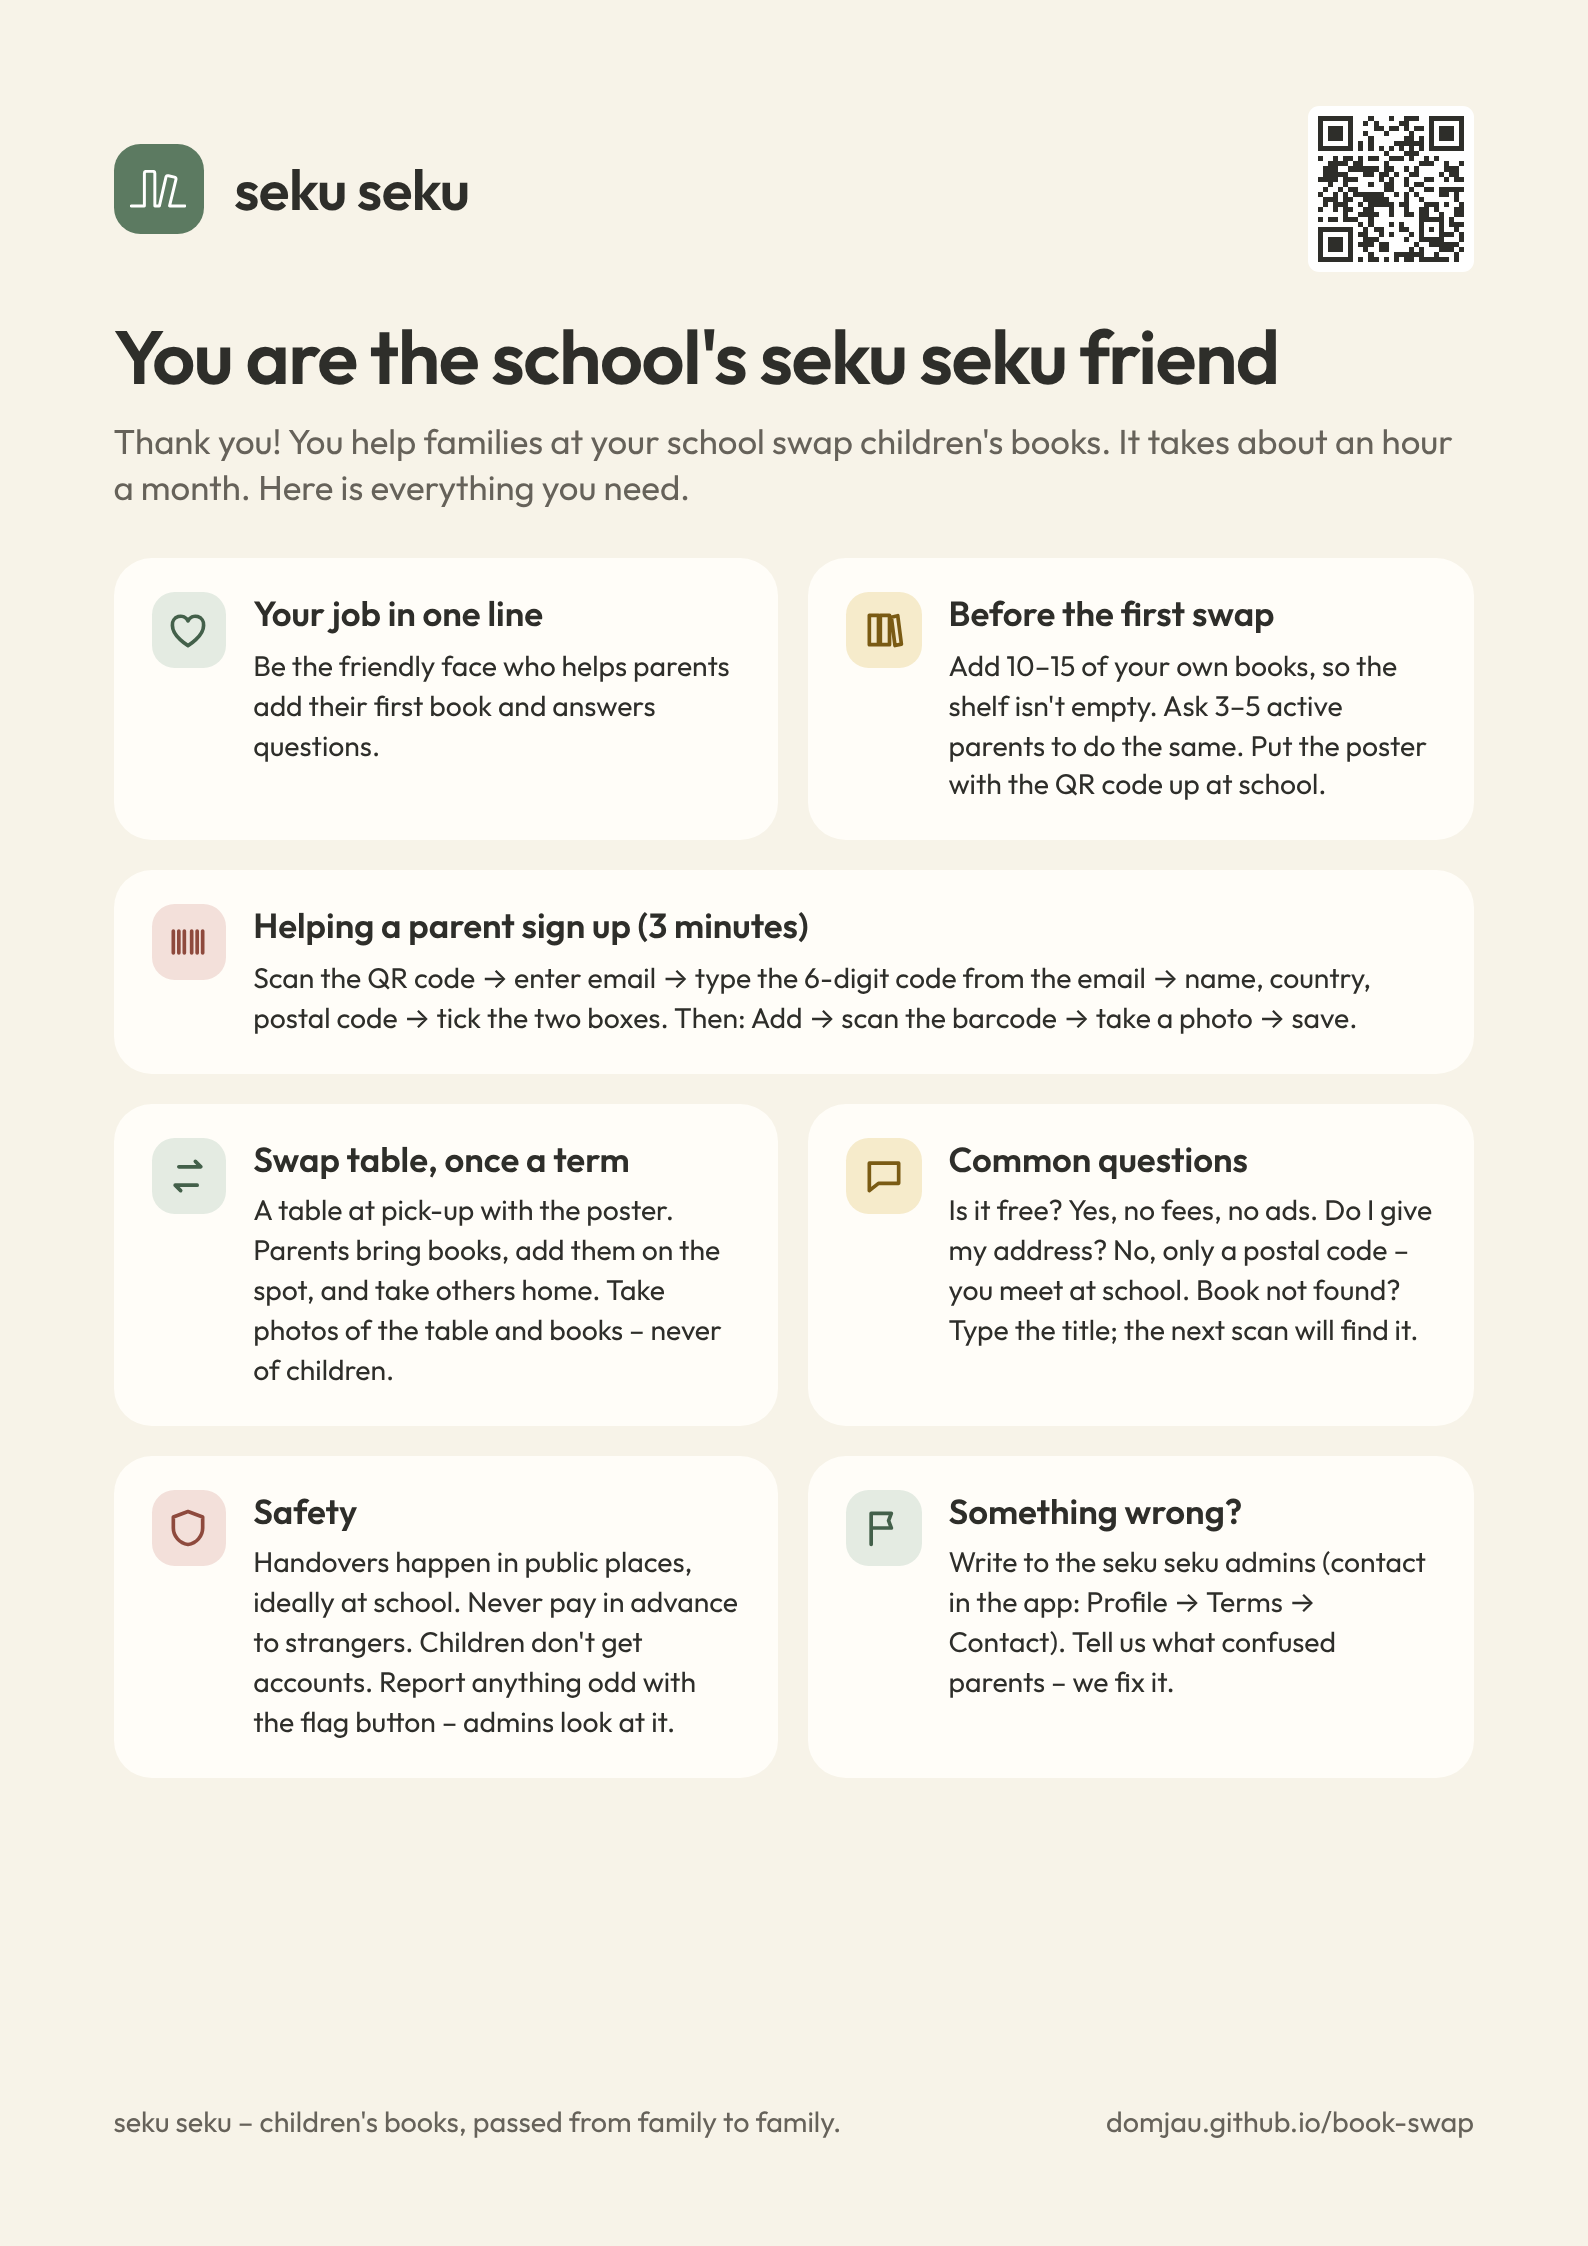 seku seku
You are the school's seku seku friend
Thank you! You help families at your school swap children's books. It takes about an hour
a month. Here is everything you need.
Your job in one line
Be the friendly face who helps parents
add their first book and answers
questions.
Before the first swap
Add 10–15 of your own books, so the
shelf isn't empty. Ask 3–5 active
parents to do the same. Put the poster
with the QR code up at school.
Helping a parent sign up (3 minutes)
Scan the QR code → enter email → type the 6-digit code from the email → name, country,
postal code → tick the two boxes. Then: Add → scan the barcode → take a photo → save.
Swap table, once a term
A table at pick-up with the poster.
Parents bring books, add them on the
spot, and take others home. Take
photos of the table and books – never
of children.
Common questions
Is it free? Yes, no fees, no ads. Do I give
my address? No, only a postal code –
you meet at school. Book not found?
Type the title; the next scan will find it.
Safety
Handovers happen in public places,
ideally at school. Never pay in advance
to strangers. Children don't get
accounts. Report anything odd with
the flag button – admins look at it.
Something wrong?
Write to the seku seku admins (contact
in the app: Profile → Terms →
Contact). Tell us what confused
parents – we fix it.
seku seku – children's books, passed from family to family.
domjau.github.io/book-swap